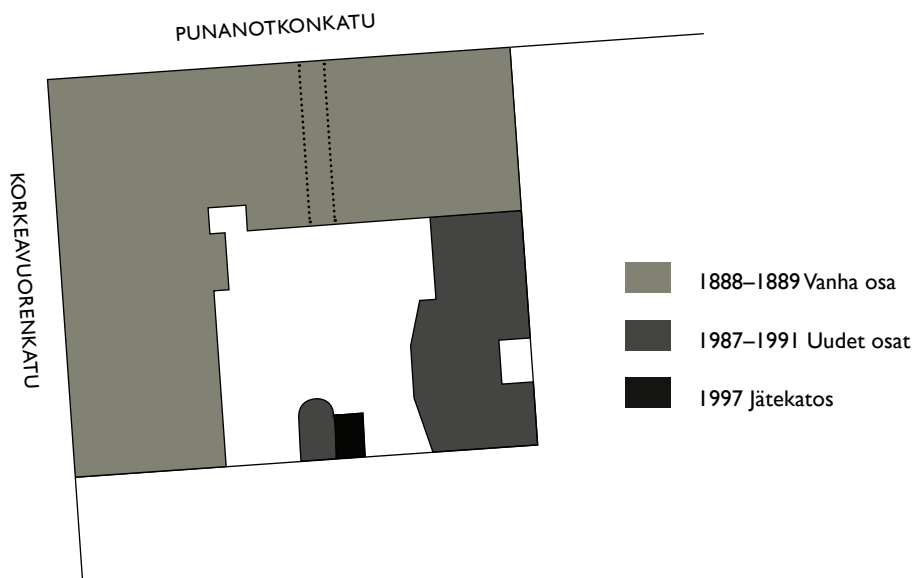 PUNANOTKONKATU
KORKEAVUORENKATU
1888–1889 Vanha osa
1987–1991 Uudet osat
1997 Jätekatos